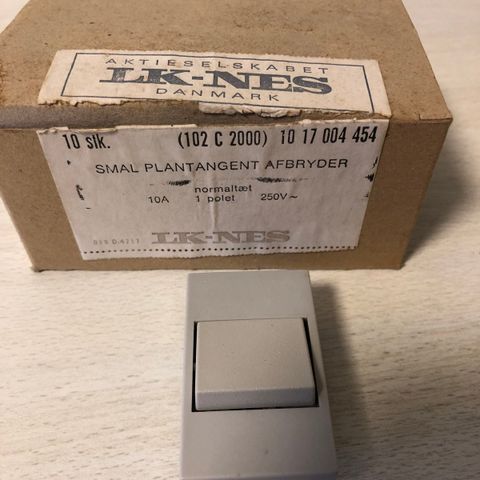 AKTIESELSKABET
LK-NES
DANMARK
10 stk. (102 C 2000) 10 17 004 454
SMAL PLANTANGENT AFBRYDER
normaltæt
10A 1 polet 250V~
LK-NES